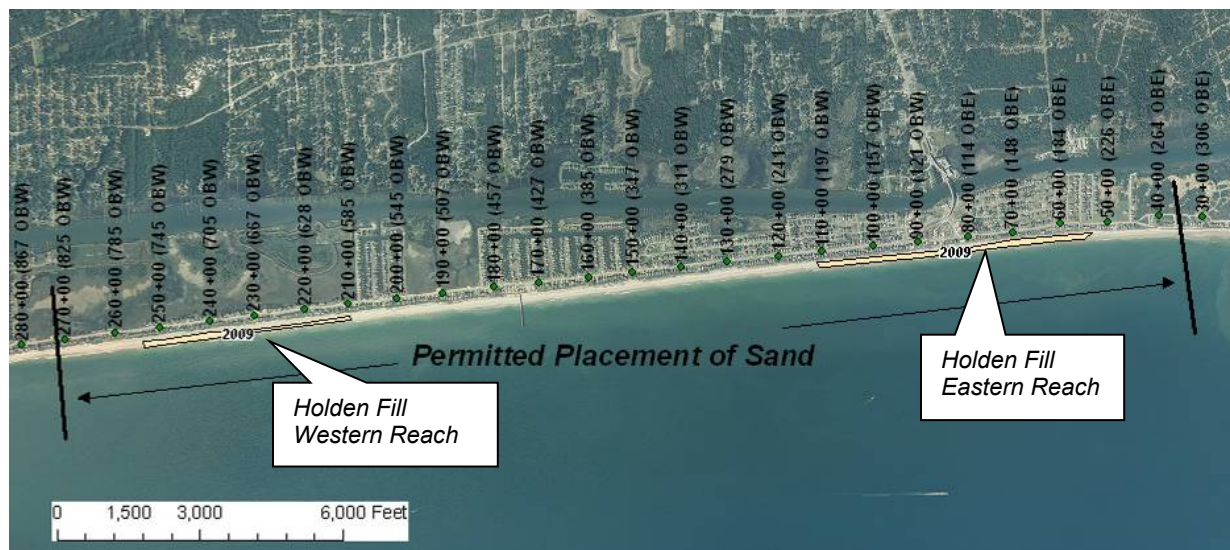 280+00 (867 OBW)
270+00 (825 OBW)
260+00 (785 OBW)
250+00 (745 OBW)
240+00 (705 OBW)
230+00 (667 OBW)
220+00 (628 OBW)
210+00 (585 OBW)
200+00 (545 OBW)
190+00 (507 OBW)
180+00 (457 OBW)
170+00 (427 OBW)
160+00 (385 OBW)
150+00 (347 OBW)
140+00 (311 OBW)
130+00 (279 OBW)
120+00 (241 OBW)
110+00 (197 OBW)
100+00 (157 OBW)
90+00 (121 OBW)
80+00 (114 OBE)
70+00 (148 OBE)
60+00 (184 OBE)
50+00 (226 OBE)
40+00 (264 OBE)
30+00 (306 OBE)
2009
2009
Permitted Placement of Sand
Holden Fill
Eastern Reach
Holden Fill
Western Reach
0 1,500 3,000 6,000 Feet